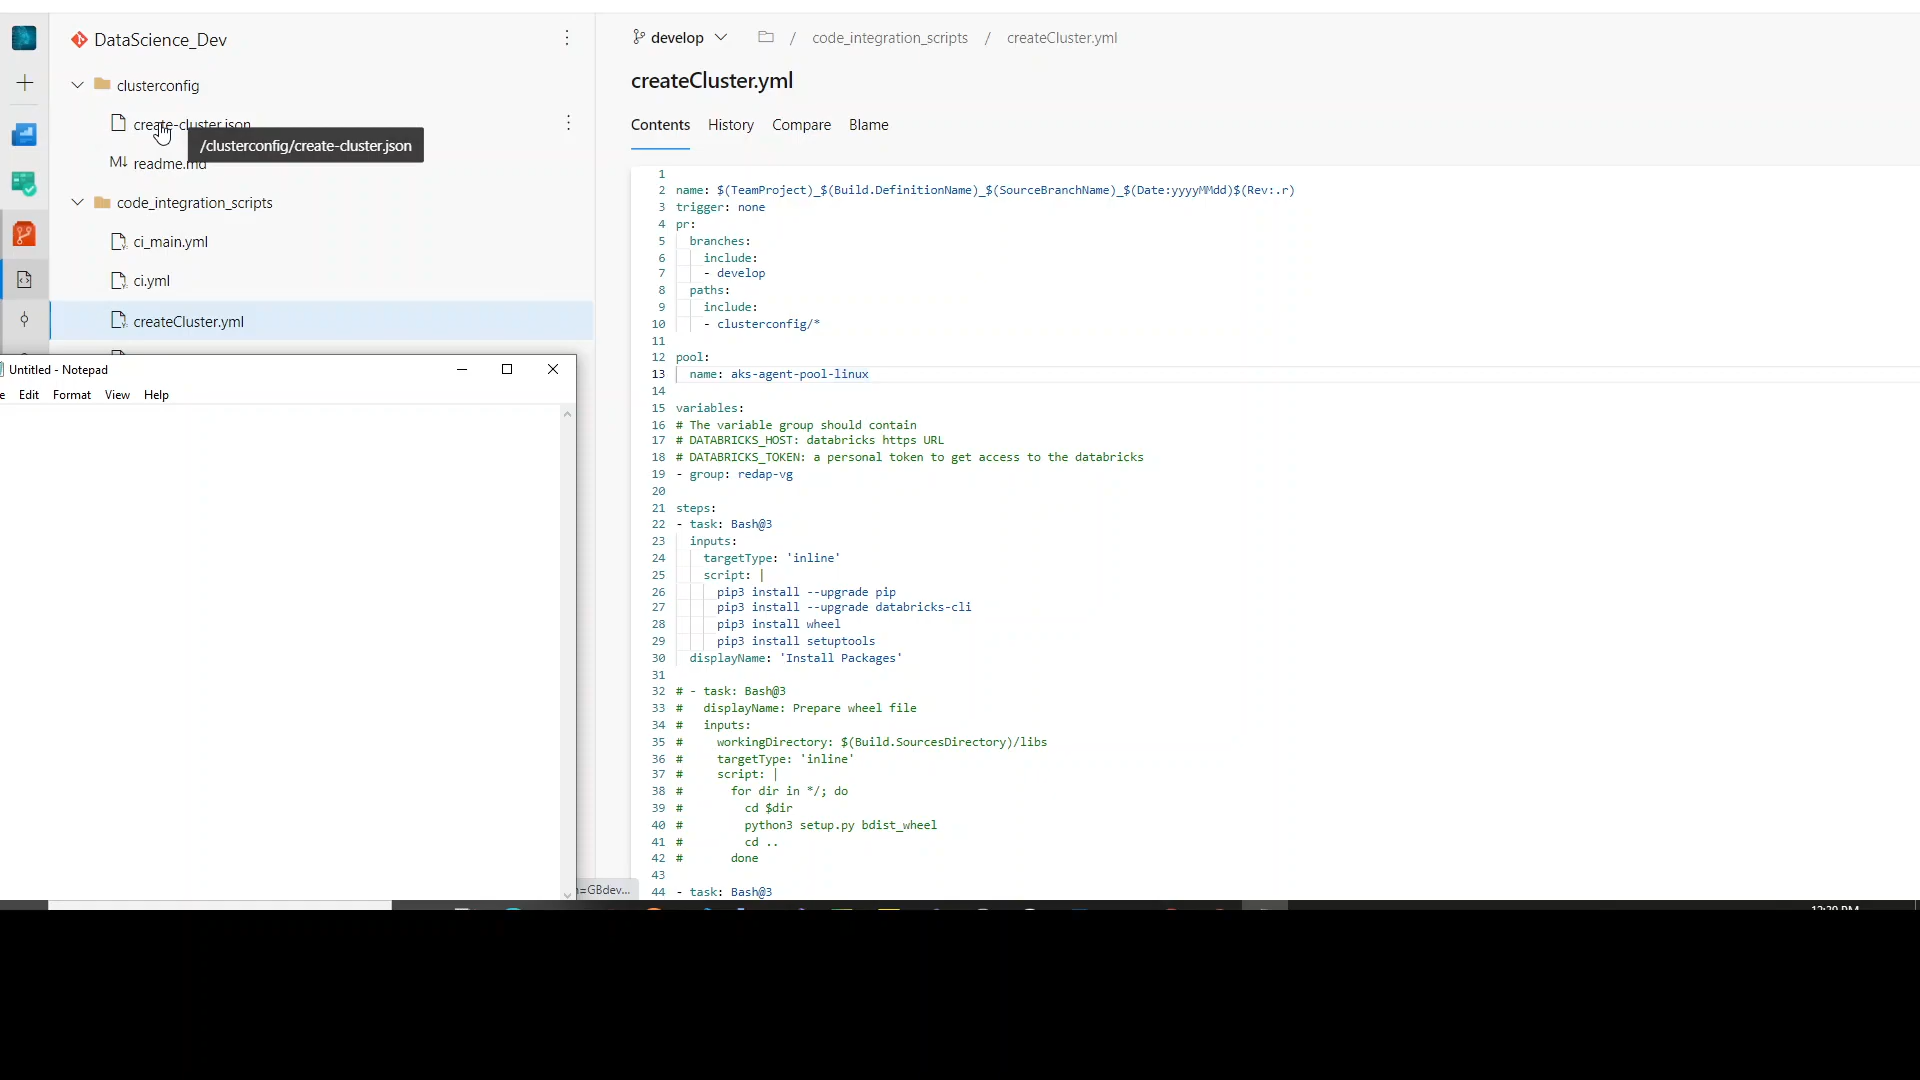 DataScience_Dev
clusterconfig
create-cluster.json
/clusterconfig/create-cluster.json
readme.md
code_integration_scripts
ci_main.yml
ci.yml
createCluster.yml
Untitled - Notepad
Edit Format View Help
develop / code_integration_scripts / createCluster.yml
createCluster.yml
Contents History Compare Blame
1
2 name: $(TeamProject)_$(Build.DefinitionName)_$(SourceBranchName)_$(Date:yyyyMMdd)$(Rev:.r)
3 trigger: none
4 pr:
5 branches:
6 include:
7 - develop
8 paths:
9 include:
10 - clusterconfig/*
11
12 pool:
13 name: aks-agent-pool-linux
14
15 variables:
16 # The variable group should contain
17 # DATABRICKS_HOST: databricks https URL
18 # DATABRICKS_TOKEN: a personal token to get access to the databricks
19 - group: redap-vg
20
21 steps:
22 - task: Bash@3
23 inputs:
24 targetType: 'inline'
25 script: |
26 pip3 install --upgrade pip
27 pip3 install --upgrade databricks-cli
28 pip3 install wheel
29 pip3 install setuptools
30 displayName: 'Install Packages'
31
32 # - task: Bash@3
33 # displayName: Prepare wheel file
34 # inputs:
35 # workingDirectory: $(Build.SourcesDirectory)/libs
36 # targetType: 'inline'
37 # script: |
38 # for dir in */; do
39 # cd $dir
40 # python3 setup.py bdist_wheel
41 # cd ..
42 # done
43
44 - task: Bash@3
=GBdev...